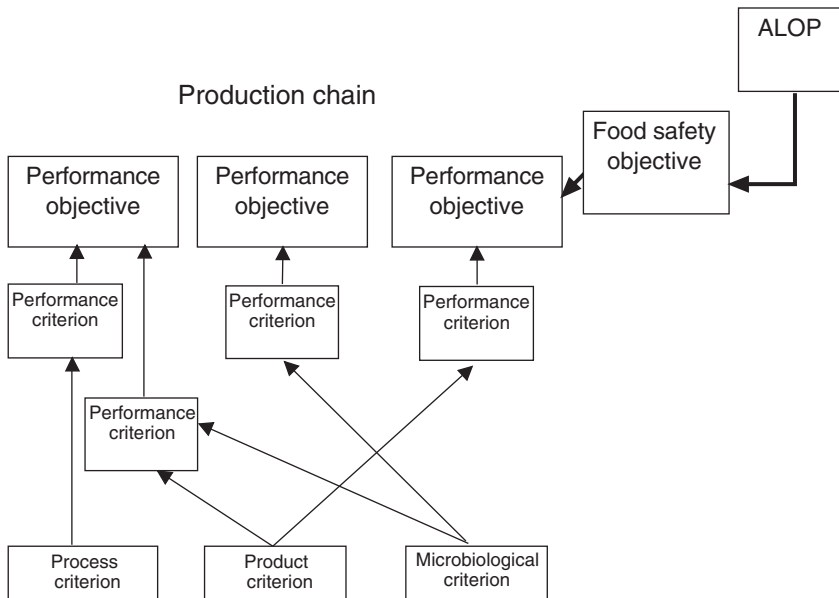 ALOP
Production chain
Food safety
objective
Performance
objective
Performance
objective
Performance
objective
Performance
criterion
Performance
criterion
Performance
criterion
Performance
criterion
Process
criterion
Product
criterion
Microbiological
criterion